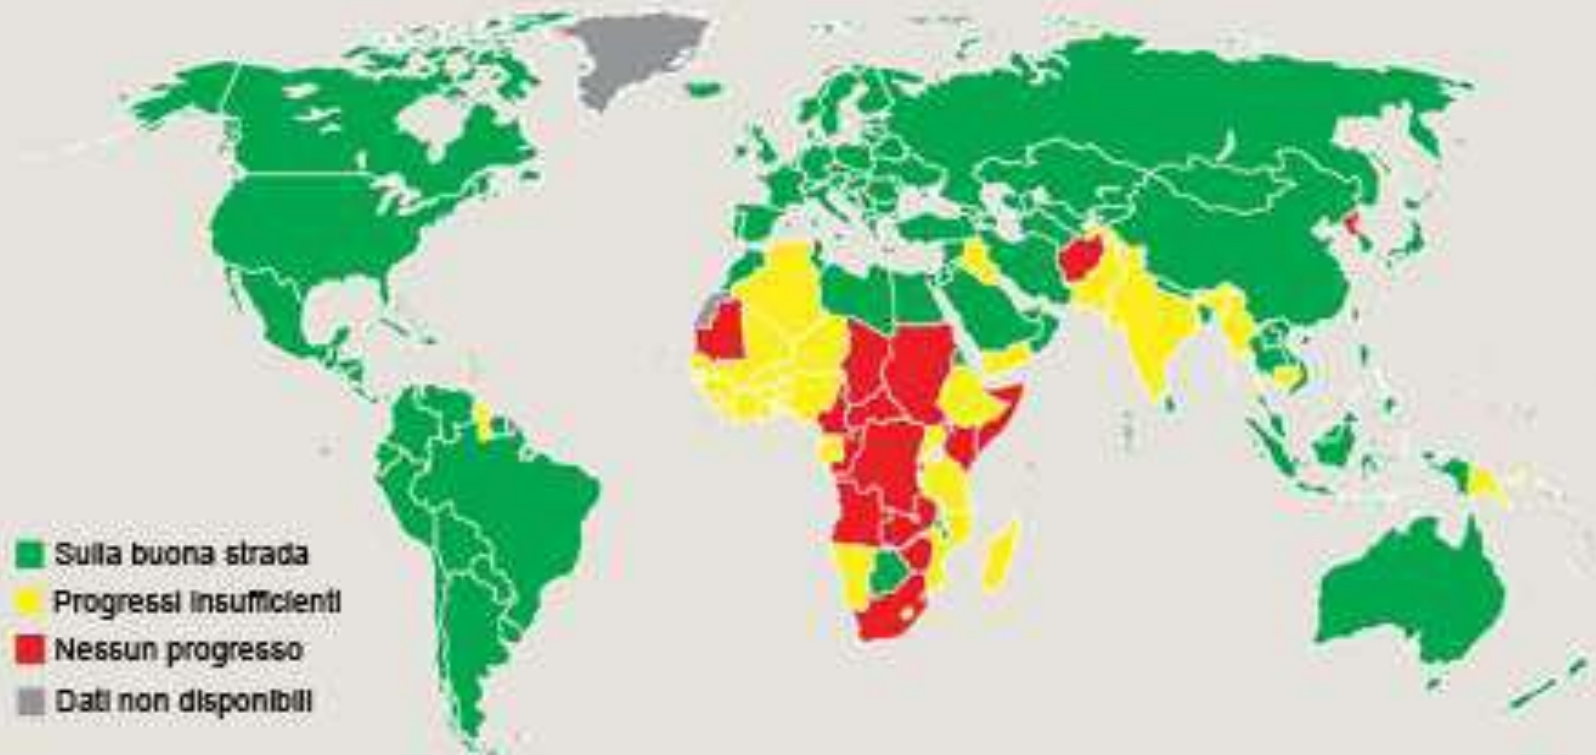 Sulla buona strada
Progressi insufficienti
Nessun progresso
Dati non disponibili